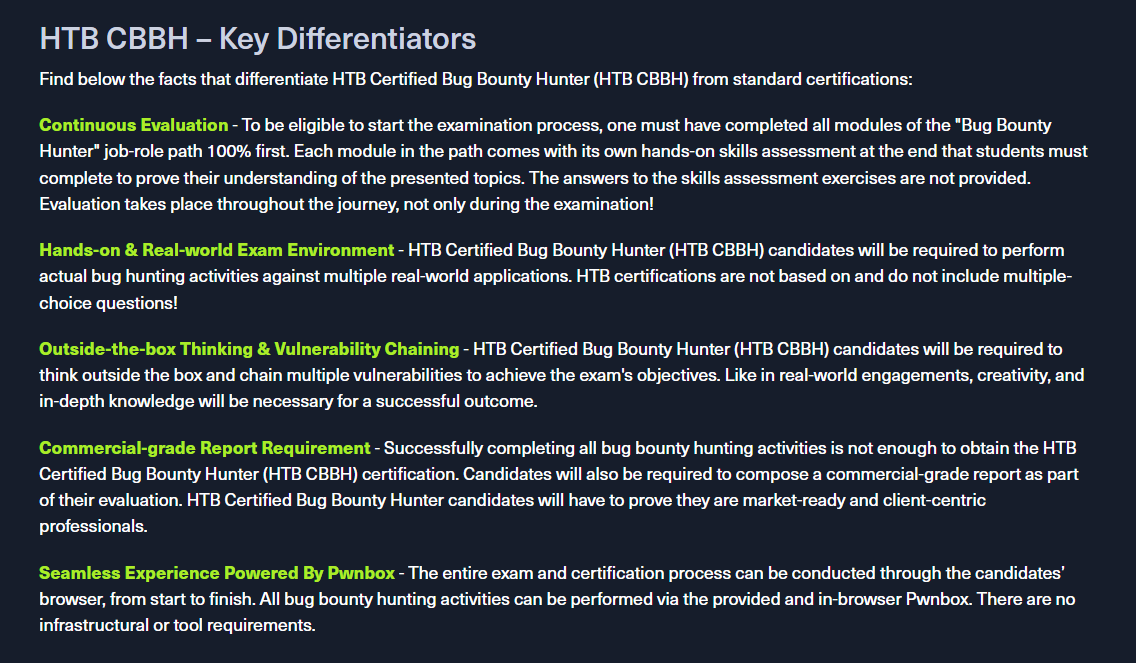 HTB CBBH – Key Differentiators
Find below the facts that differentiate HTB Certified Bug Bounty Hunter (HTB CBBH) from standard certifications:
Continuous Evaluation - To be eligible to start the examination process, one must have completed all modules of the "Bug Bounty
Hunter" job-role path 100% first. Each module in the path comes with its own hands-on skills assessment at the end that students must
complete to prove their understanding of the presented topics. The answers to the skills assessment exercises are not provided.
Evaluation takes place throughout the journey, not only during the examination!
Hands-on & Real-world Exam Environment - HTB Certified Bug Bounty Hunter (HTB CBBH) candidates will be required to perform
actual bug hunting activities against multiple real-world applications. HTB certifications are not based on and do not include multiple-
choice questions!
Outside-the-box Thinking & Vulnerability Chaining - HTB Certified Bug Bounty Hunter (HTB CBBH) candidates will be required to
think outside the box and chain multiple vulnerabilities to achieve the exam's objectives. Like in real-world engagements, creativity, and
in-depth knowledge will be necessary for a successful outcome.
Commercial-grade Report Requirement - Successfully completing all bug bounty hunting activities is not enough to obtain the HTB
Certified Bug Bounty Hunter (HTB CBBH) certification. Candidates will also be required to compose a commercial-grade report as part
of their evaluation. HTB Certified Bug Bounty Hunter candidates will have to prove they are market-ready and client-centric
professionals.
Seamless Experience Powered By Pwnbox - The entire exam and certification process can be conducted through the candidates'
browser, from start to finish. All bug bounty hunting activities can be performed via the provided and in-browser Pwnbox. There are no
infrastructural or tool requirements.